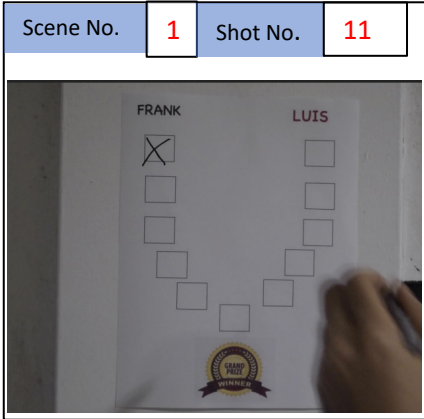 Scene No. 1 Shot No. 11
FRANK LUIS
GRAND
PRIZE
WINNER